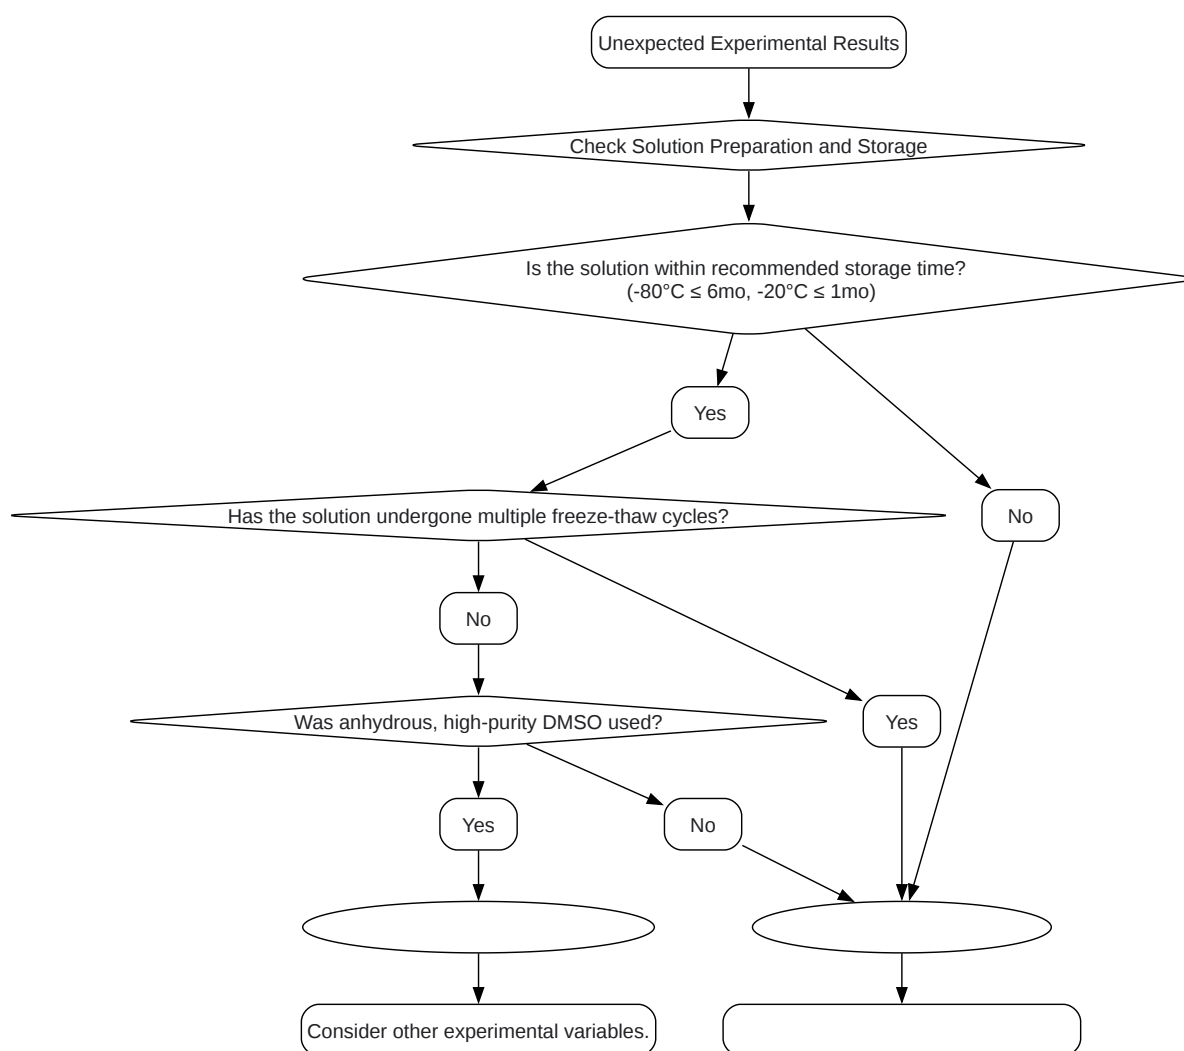 Unexpected Experimental Results
Check Solution Preparation and Storage
Is the solution within recommended storage time?
(-80°C ≤ 6mo, -20°C ≤ 1mo)
Yes
Has the solution undergone multiple freeze-thaw cycles?
No
No
Was anhydrous, high-purity DMSO used?
Yes
Yes
No
Consider other experimental variables.